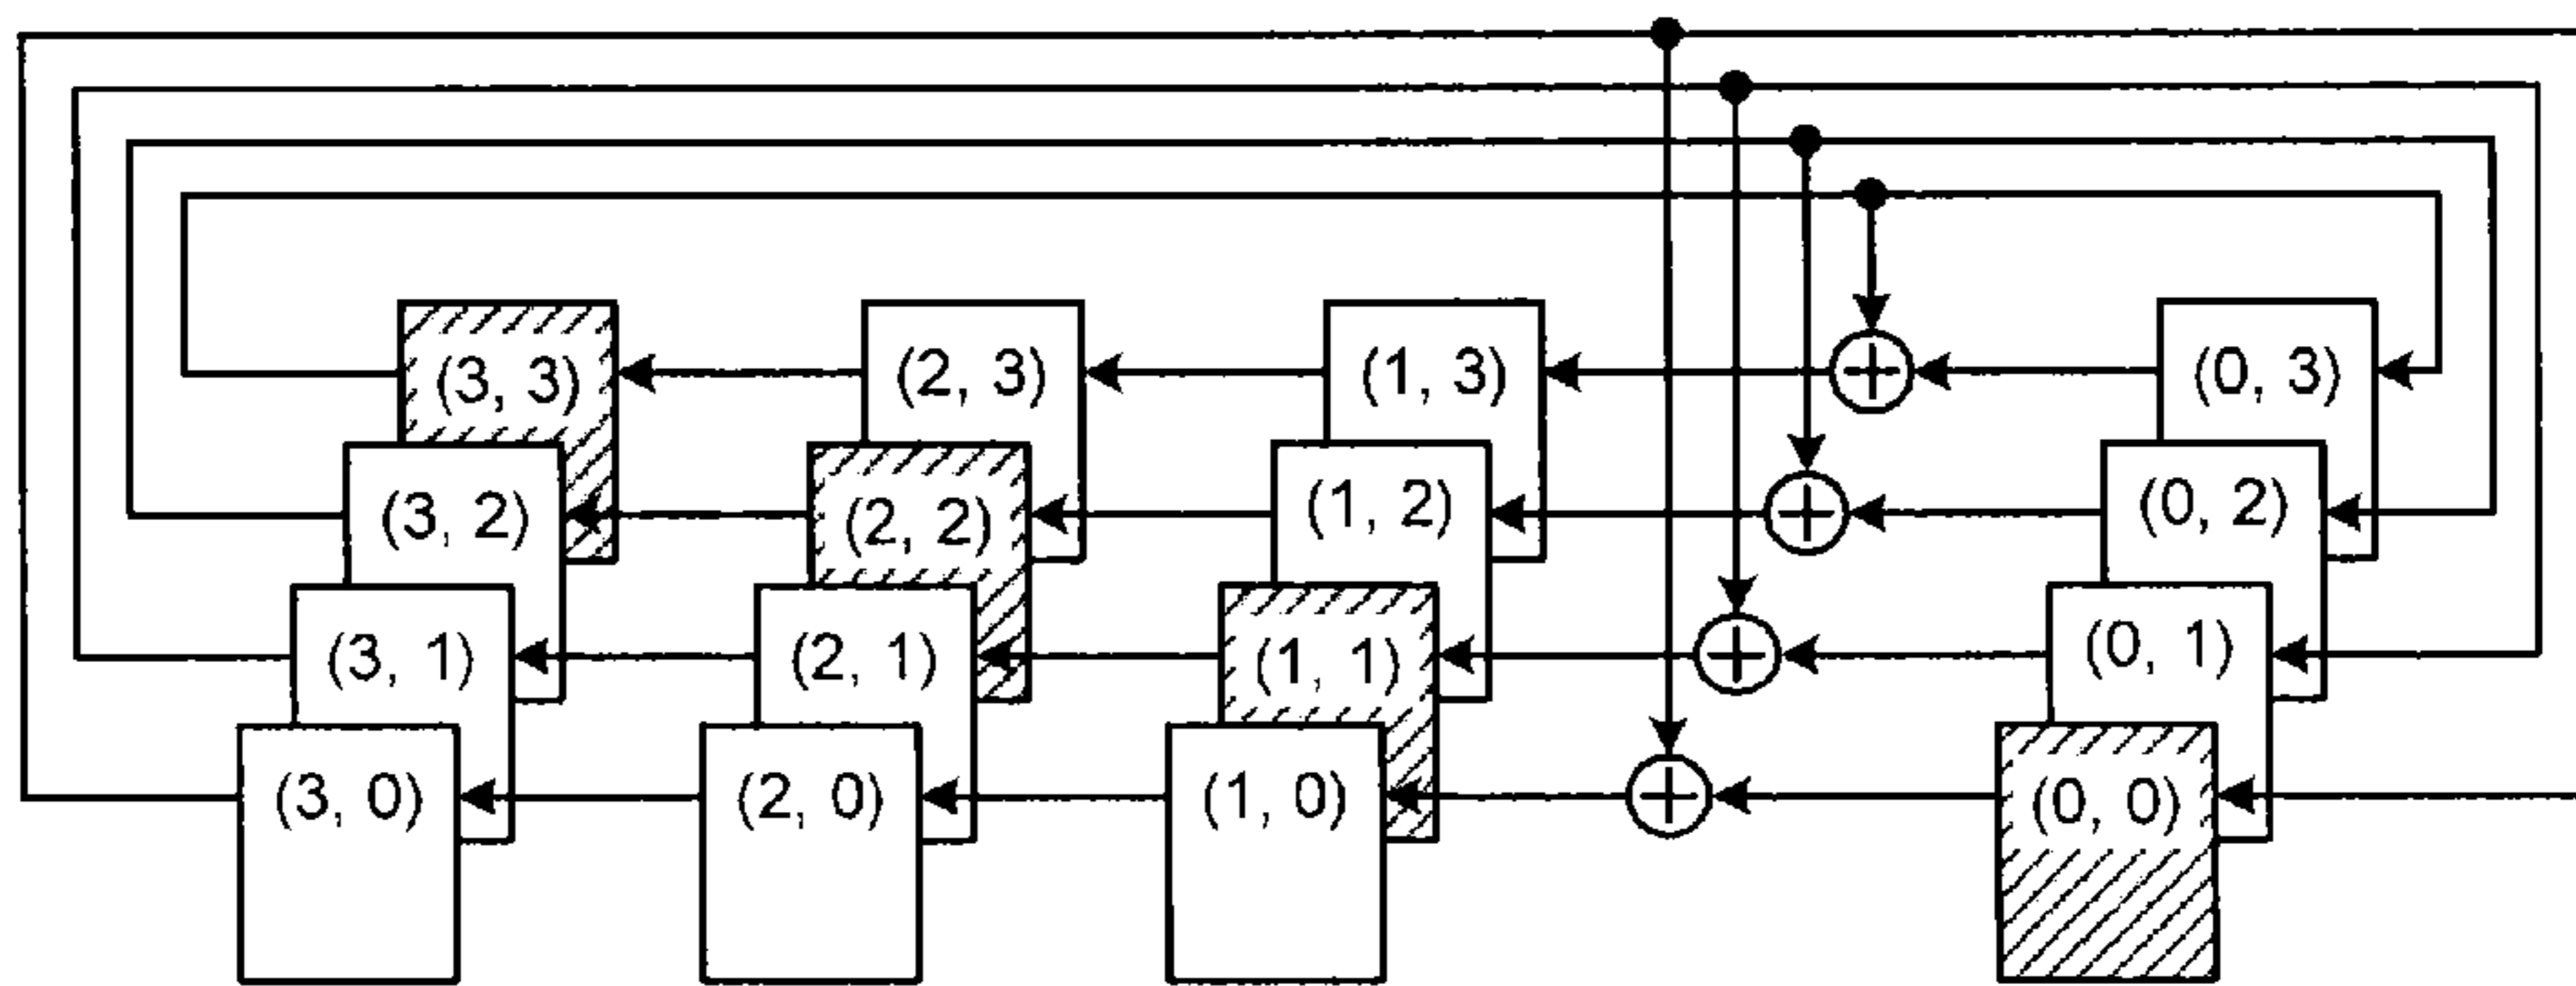 (3, 3) (2, 3) (1, 3) (0, 3)
(3, 2) (2, 2) (1, 2) (0, 2)
(3, 1) (2, 1) (1, 1) (0, 1)
(3, 0) (2, 0) (1, 0) (0, 0)